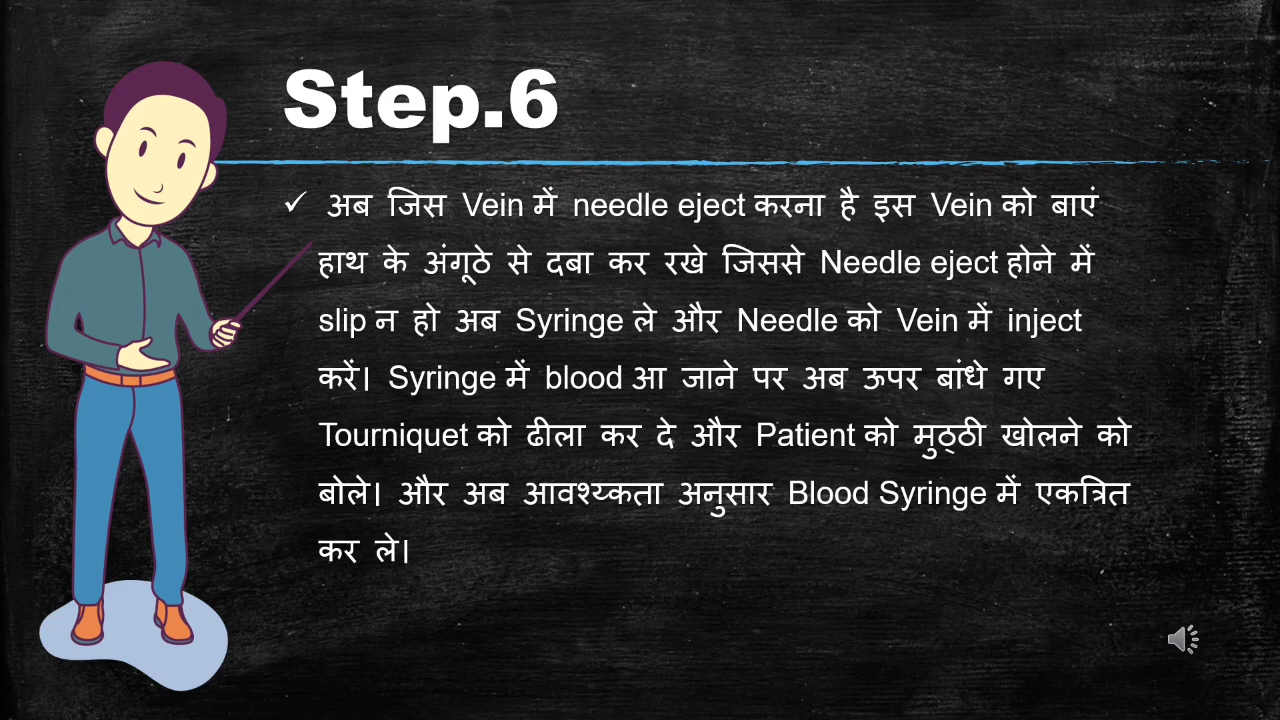 Step.6
✓ अब जिस Vein में needle eject करना है इस Vein को बाएं
हाथ के अंगूठे से दबा कर रखे जिससे Needle eject होने में
slip न हो अब Syringe ले और Needle को Vein में inject
करें। Syringe में blood आ जाने पर अब ऊपर बांधे गए
Tourniquet को ढीला कर दे और Patient को मुठ्ठी खोलने को
बोले। और अब आवश्य्कता अनुसार Blood Syringe में एकत्रित
कर ले।